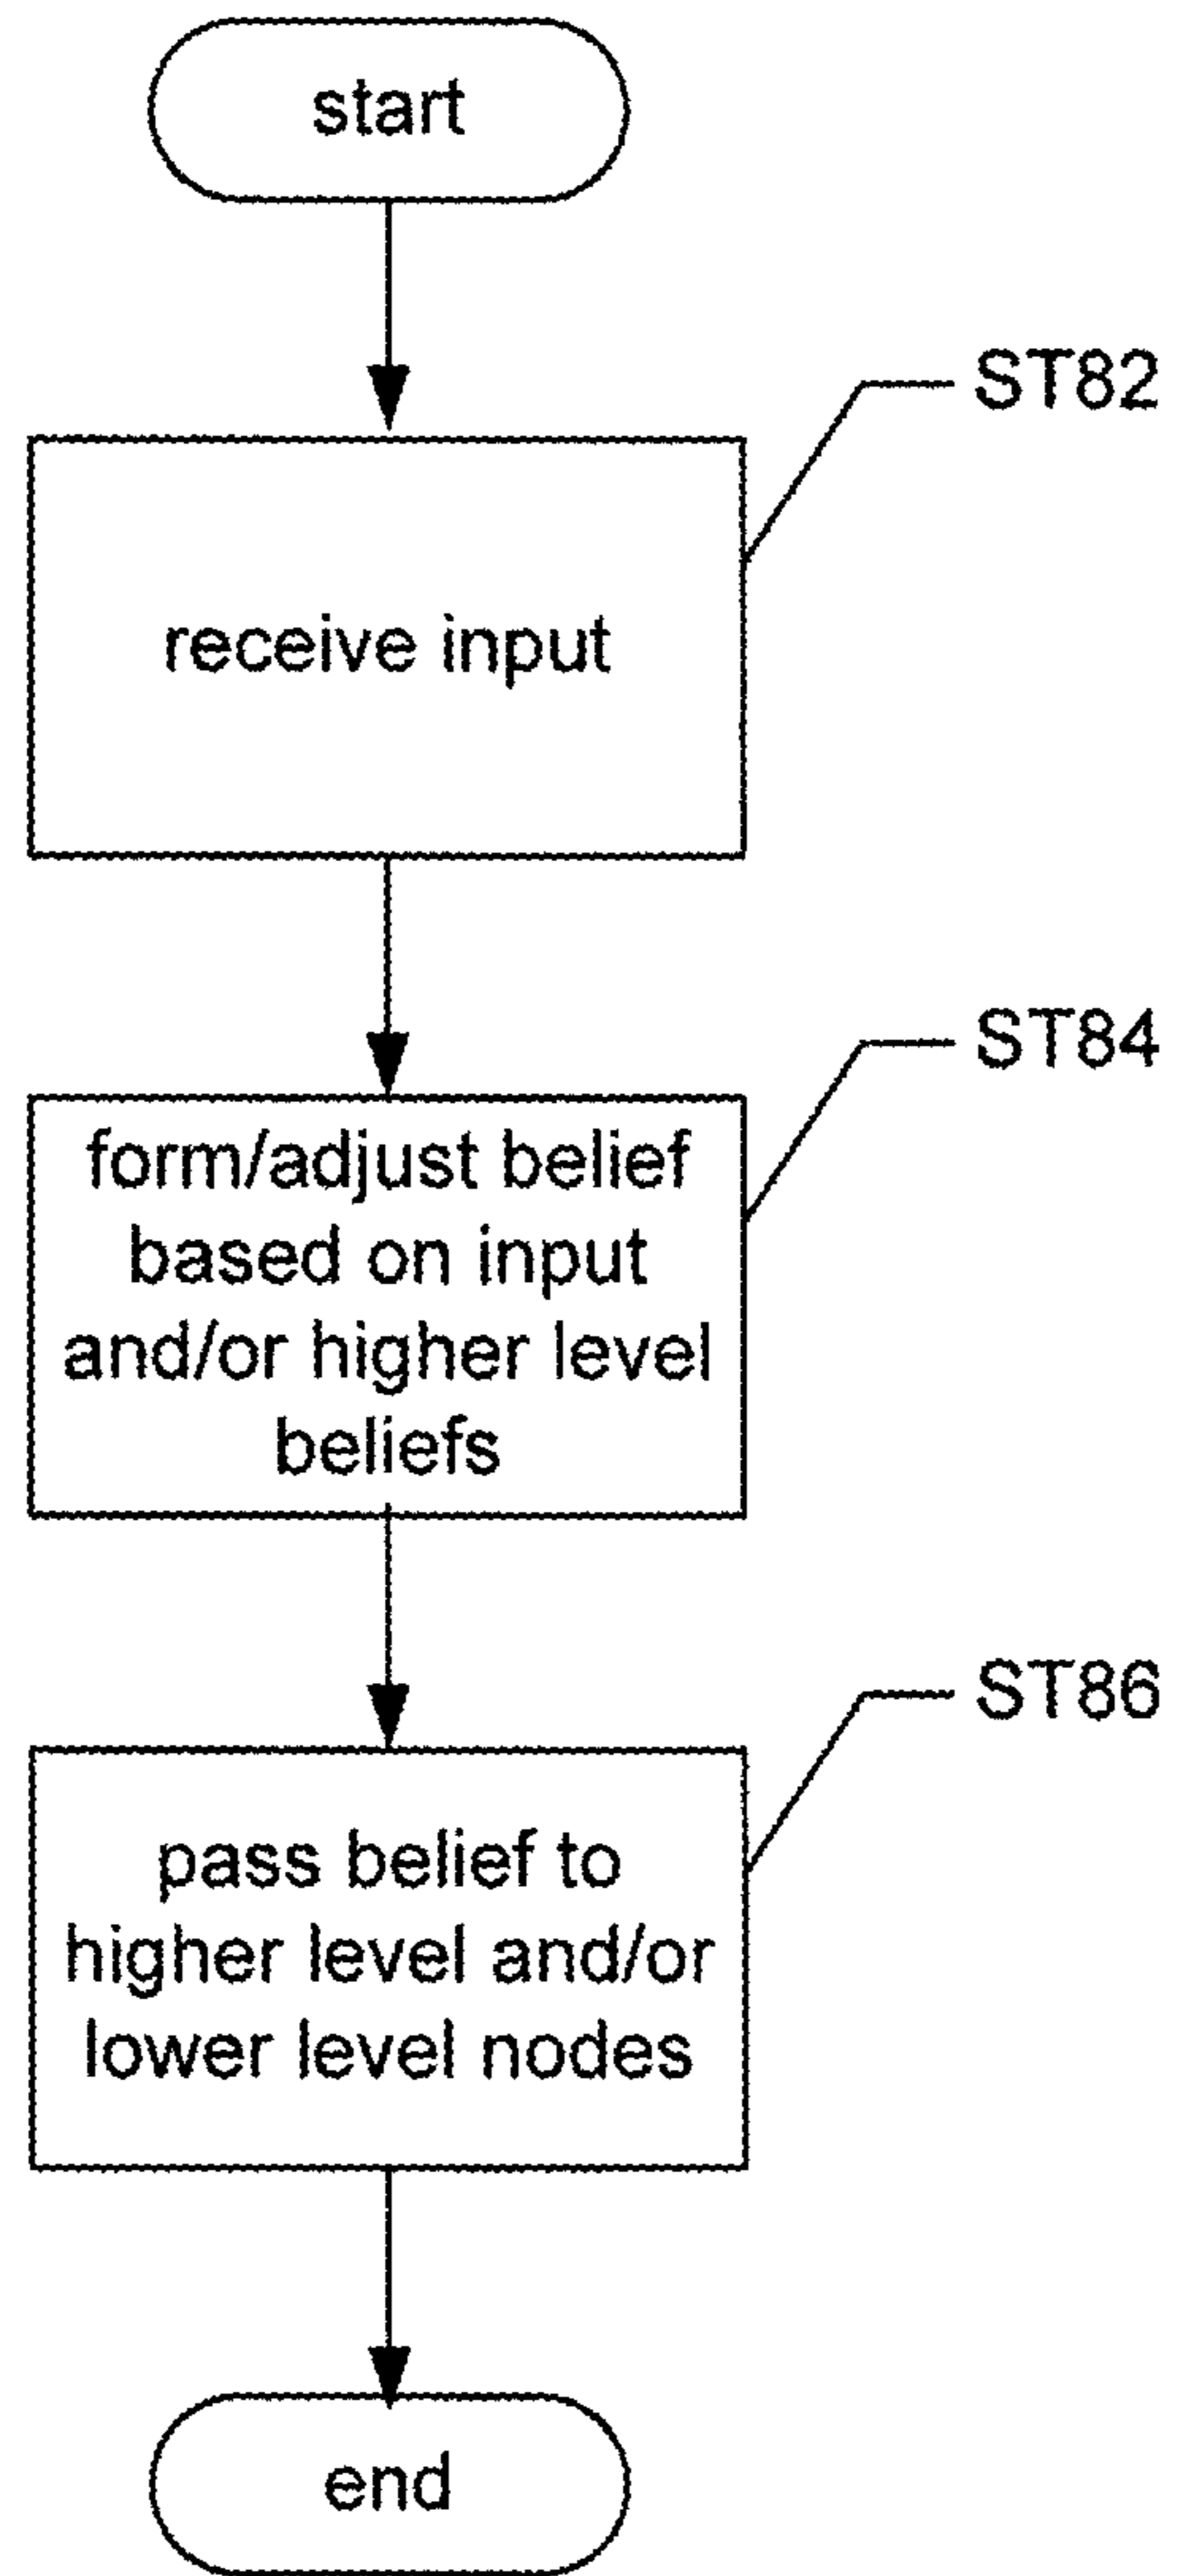 start
ST82
receive input
ST84
form/adjust belief
based on input
and/or higher level
beliefs
ST86
pass belief to
higher level and/or
lower level nodes
end